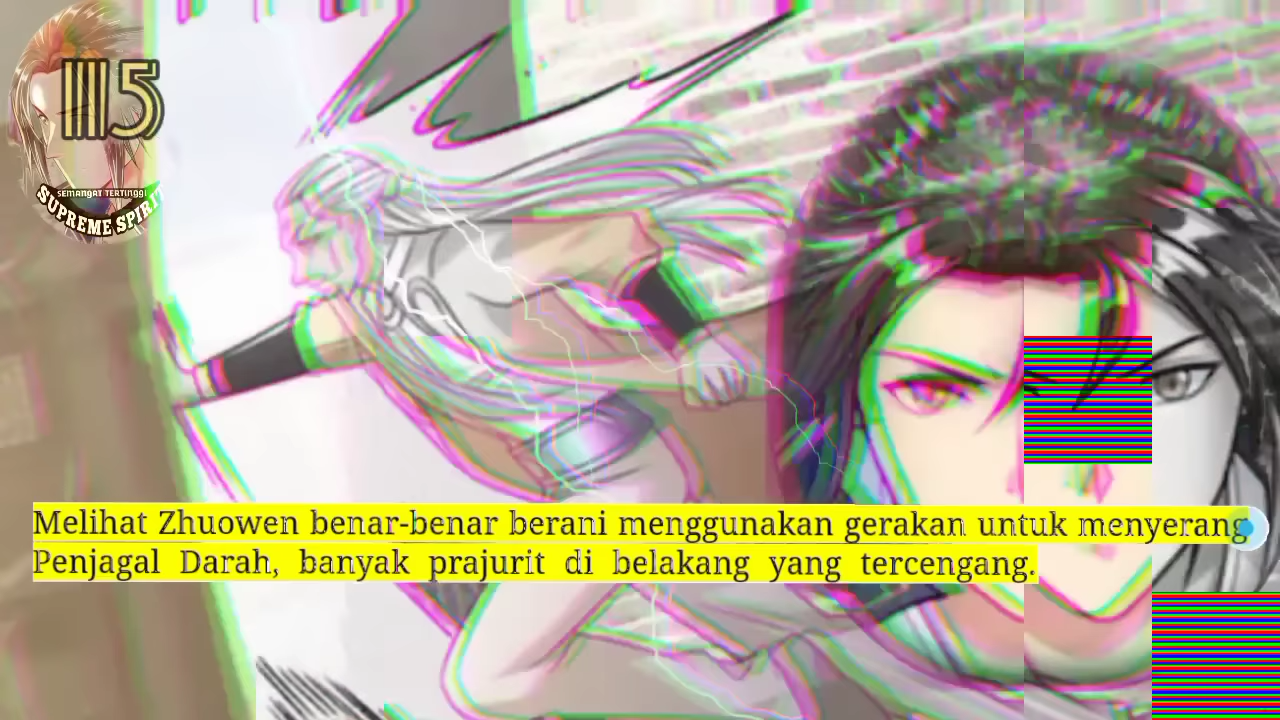 1115
SEMANGAT TERTINGGI
SUPREME SPIRIT
Melihat Zhuowen benar-benar berani menggunakan gerakan untuk menyerang
Penjagal Darah, banyak prajurit di belakang yang tercengang.